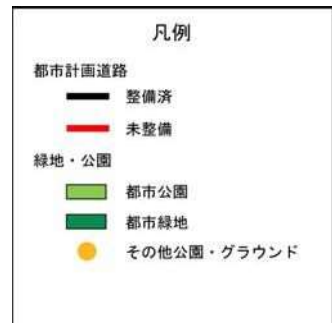 凡例
都市計画道路
整備済
未整備
緑地・公園
都市公園
都市緑地
その他公園・グラウンド